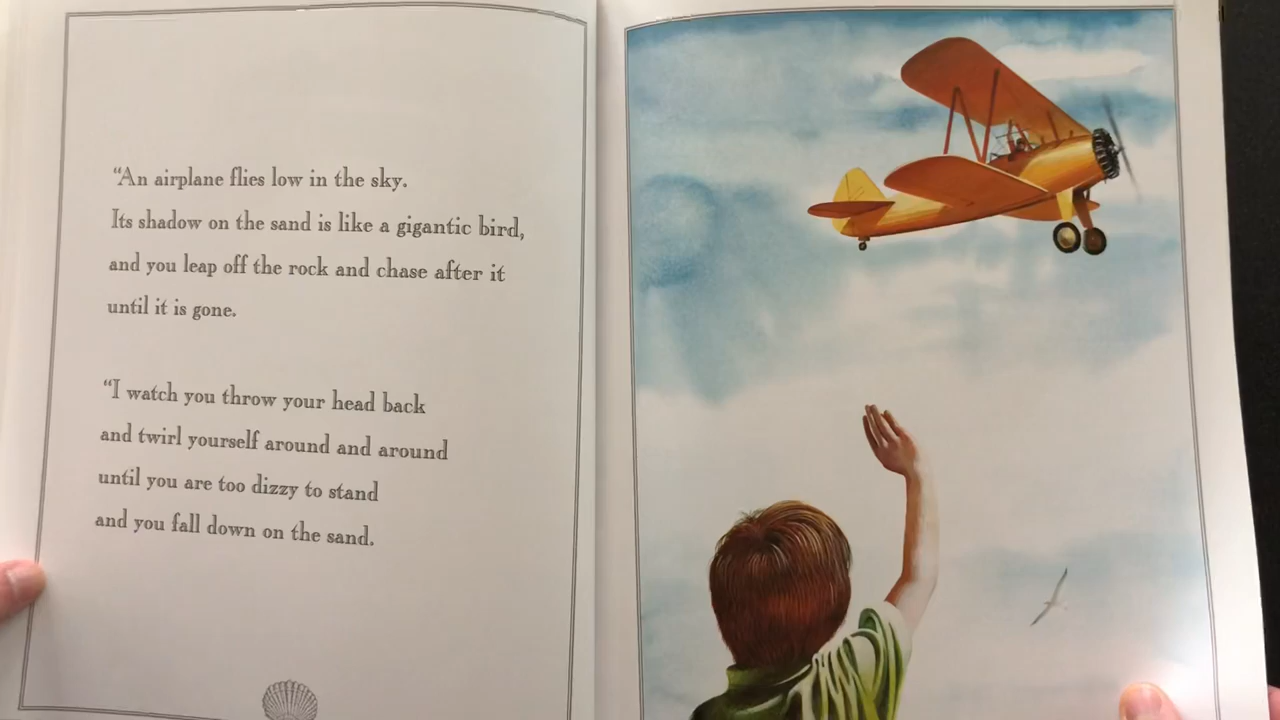 “An airplane flies low in the sky.
Its shadow on the sand is like a gigantic bird,
and you leap off the rock and chase after it
until it is gone.
“I watch you throw your head back
and twirl yourself around and around
until you are too dizzy to stand
and you fall down on the sand.